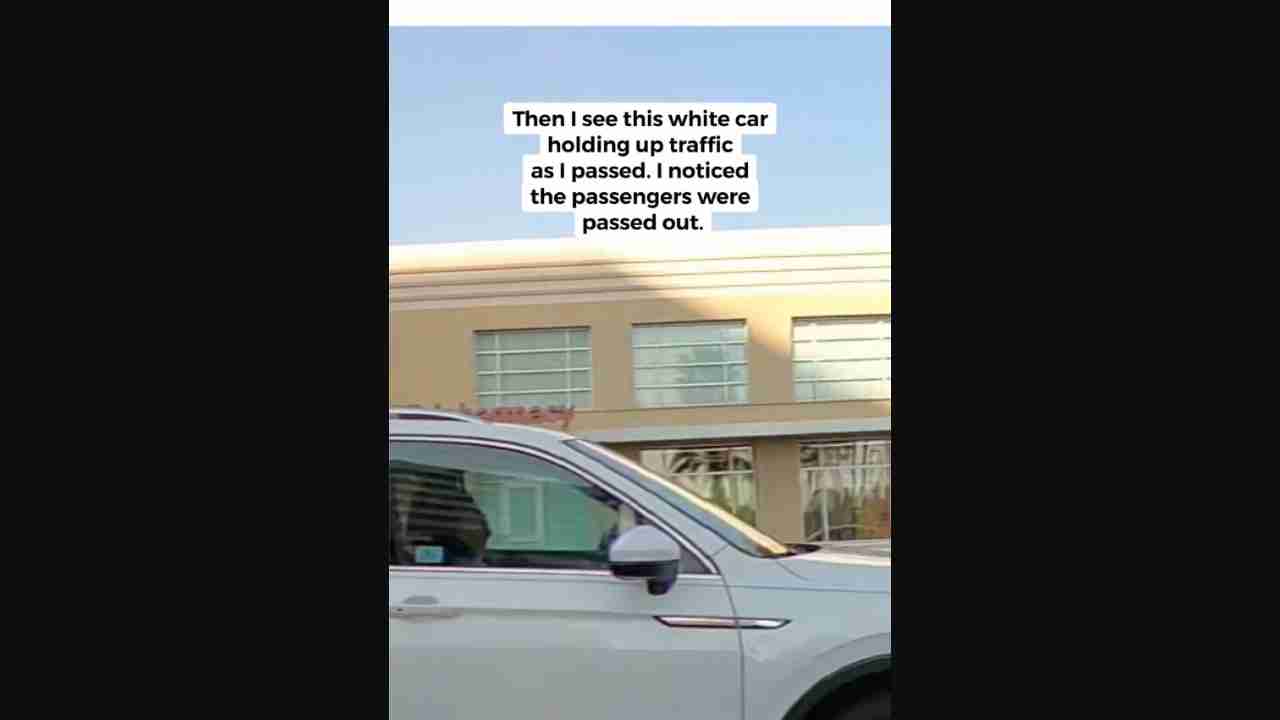 Then I see this white car
holding up traffic
as I passed. I noticed
the passengers were
passed out.